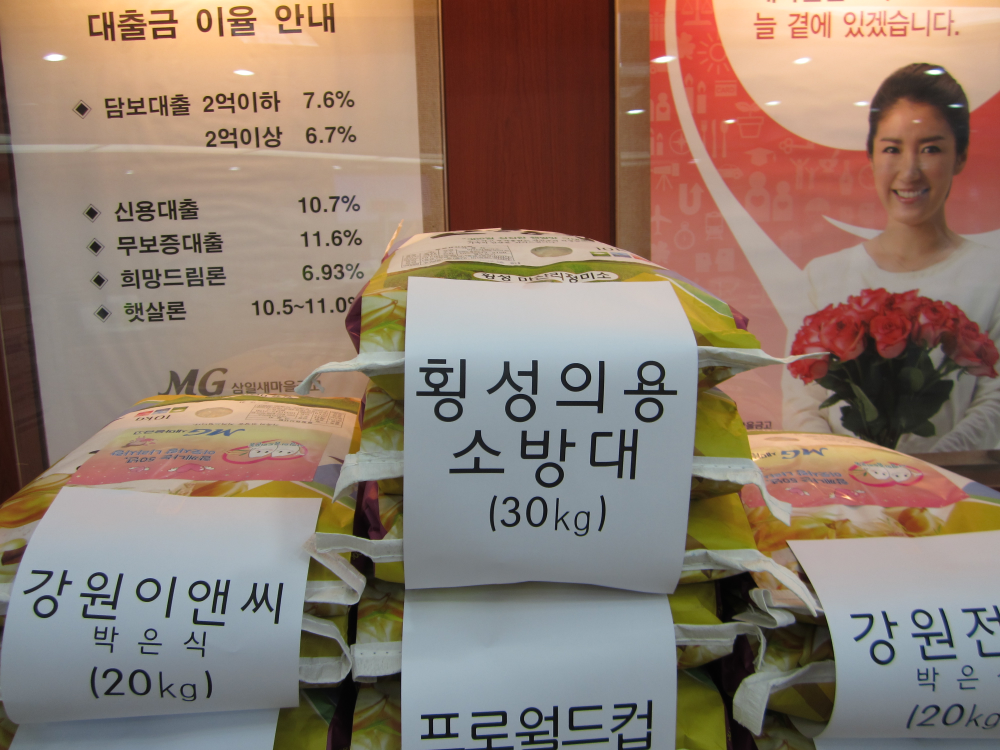 대출금 이율 안내
◈ 담보대출 2억이하 7.6%
2억이상 6.7%
◈ 신용대출 10.7%
◈ 무보증대출 11.6%
◈ 희망드림론 6.93%
◈ 햇살론 10.5~11.0%
MG 삼일새마을금고
늘 곁에 있겠습니다.
횡성의용
소방대
(30kg)
강원이앤씨
박은식
(20kg)
프로월드컵
강원전
박은
(20kg
MG
MG